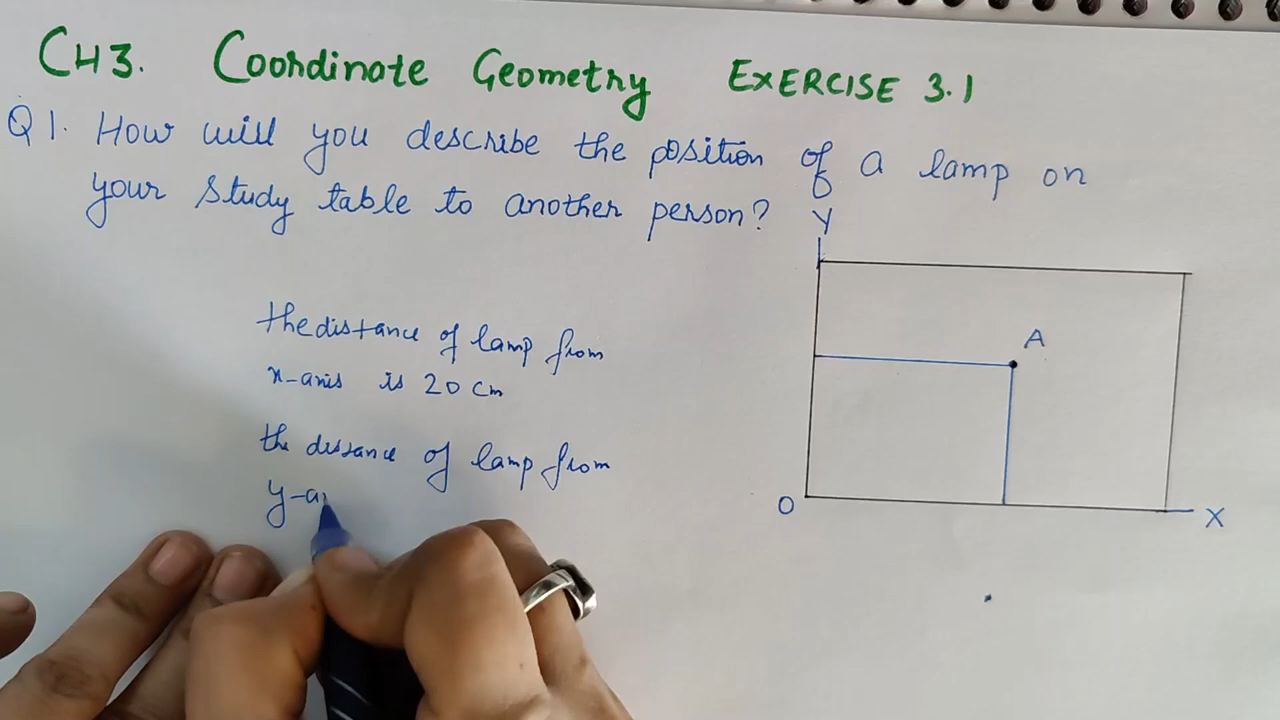 CH3. Coordinate Geometry EXERCISE 3.1
Q1. How will you describe the position of a lamp on
your study table to another person?
Y
A
the distance of lamp from
x-axis is 20 cm
the distance of lamp from
y-ax
O
X